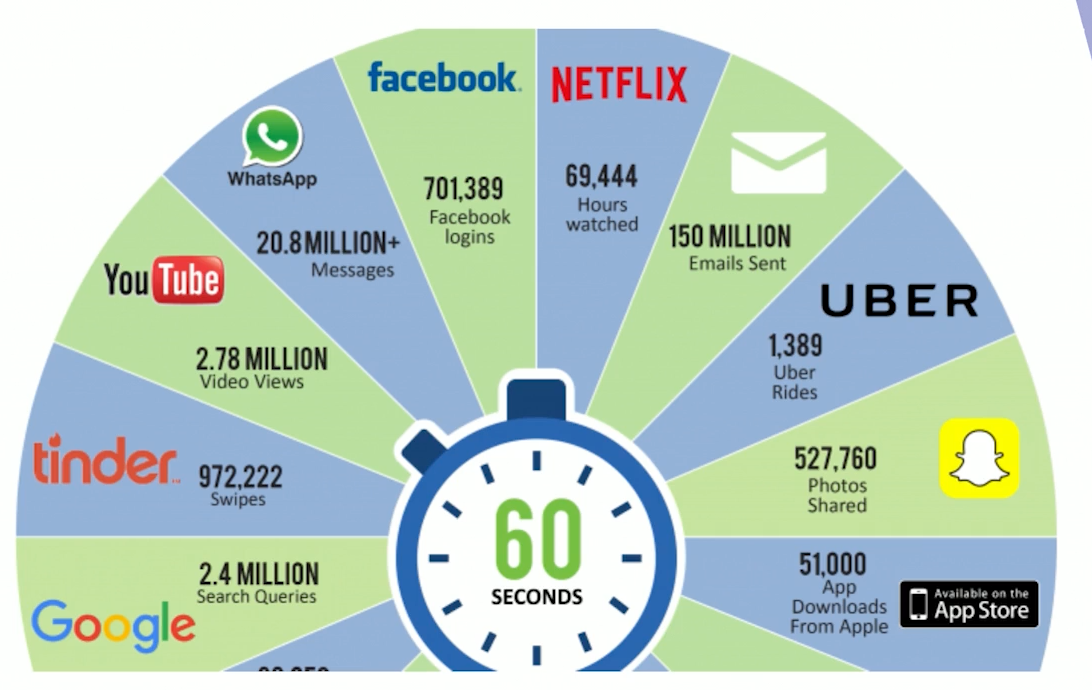 facebook.
701,389
Facebook
logins
NETFLIX
69,444
Hours
watched
150 MILLION
Emails Sent
UBER
1,389
Uber
Rides
527,760
Photos
Shared
51,000
App
Downloads
From Apple
Available on the
App Store
WhatsApp
20.8 MILLION+
Messages
YouTube
2.78 MILLION
Video Views
tinder
972,222
Swipes
2.4 MILLION
Search Queries
Google
60
SECONDS